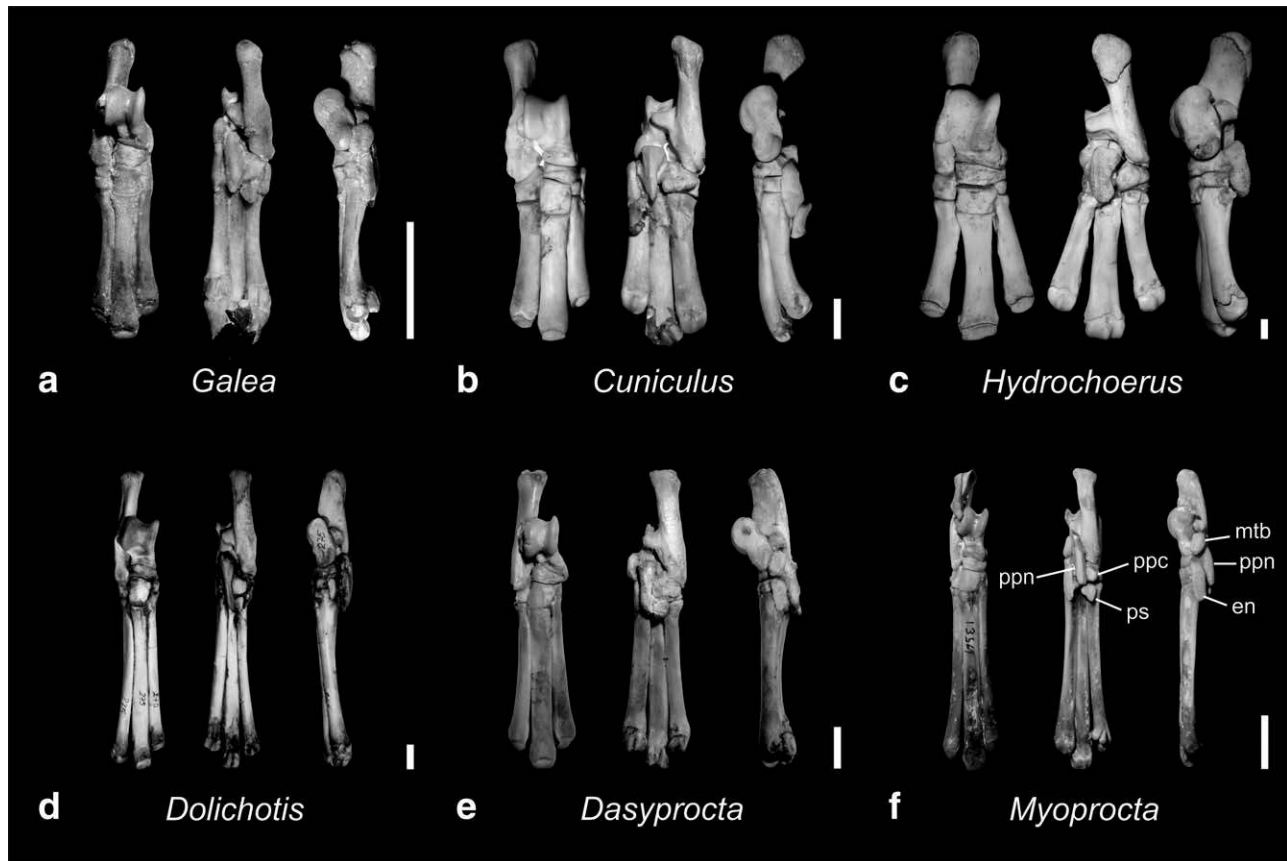 a Galea
b Cuniculus
c Hydrochoerus
mtb
ppn ppc ppn
ps en
d Dolichotis
e Dasyprocta
f Myoprocta